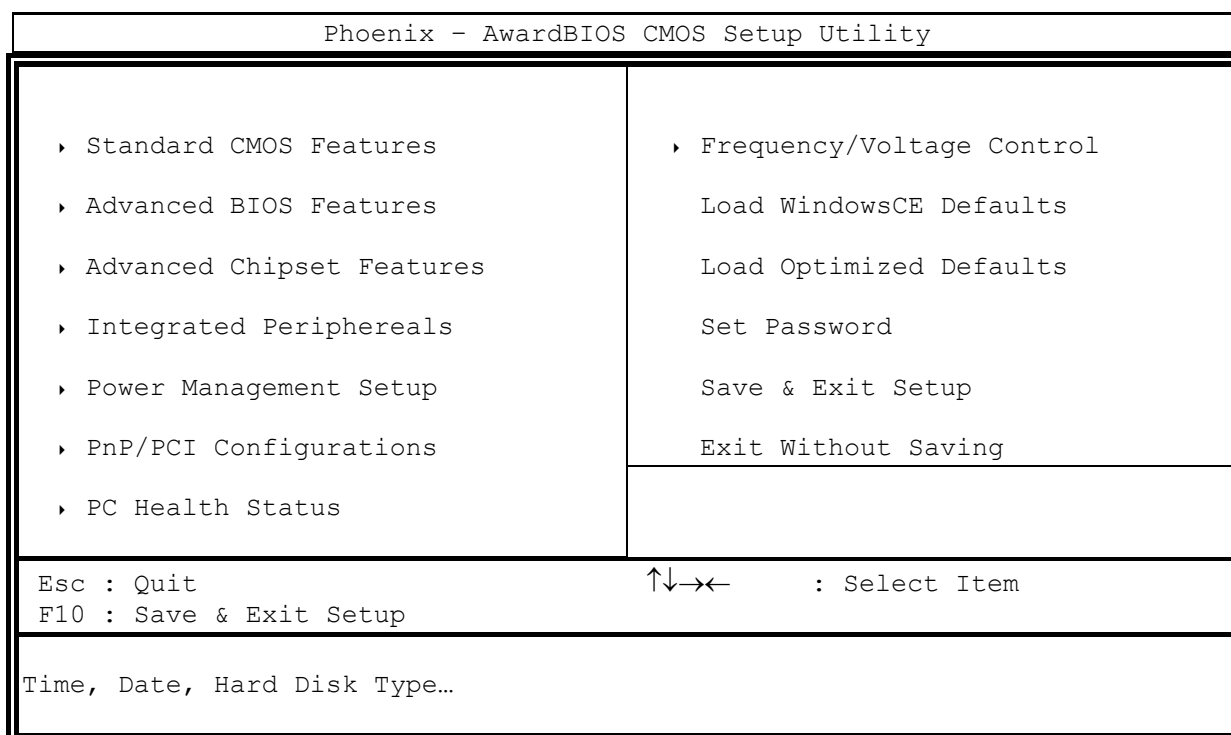 Phoenix – AwardBIOS CMOS Setup Utility
‣ Standard CMOS Features
‣ Advanced BIOS Features
‣ Advanced Chipset Features
‣ Integrated Periphereals
‣ Power Management Setup
‣ PnP/PCI Configurations
‣ PC Health Status
‣ Frequency/Voltage Control
Load WindowsCE Defaults
Load Optimized Defaults
Set Password
Save & Exit Setup
Exit Without Saving
Esc : Quit ↑↓→← : Select Item
F10 : Save & Exit Setup
Time, Date, Hard Disk Type…